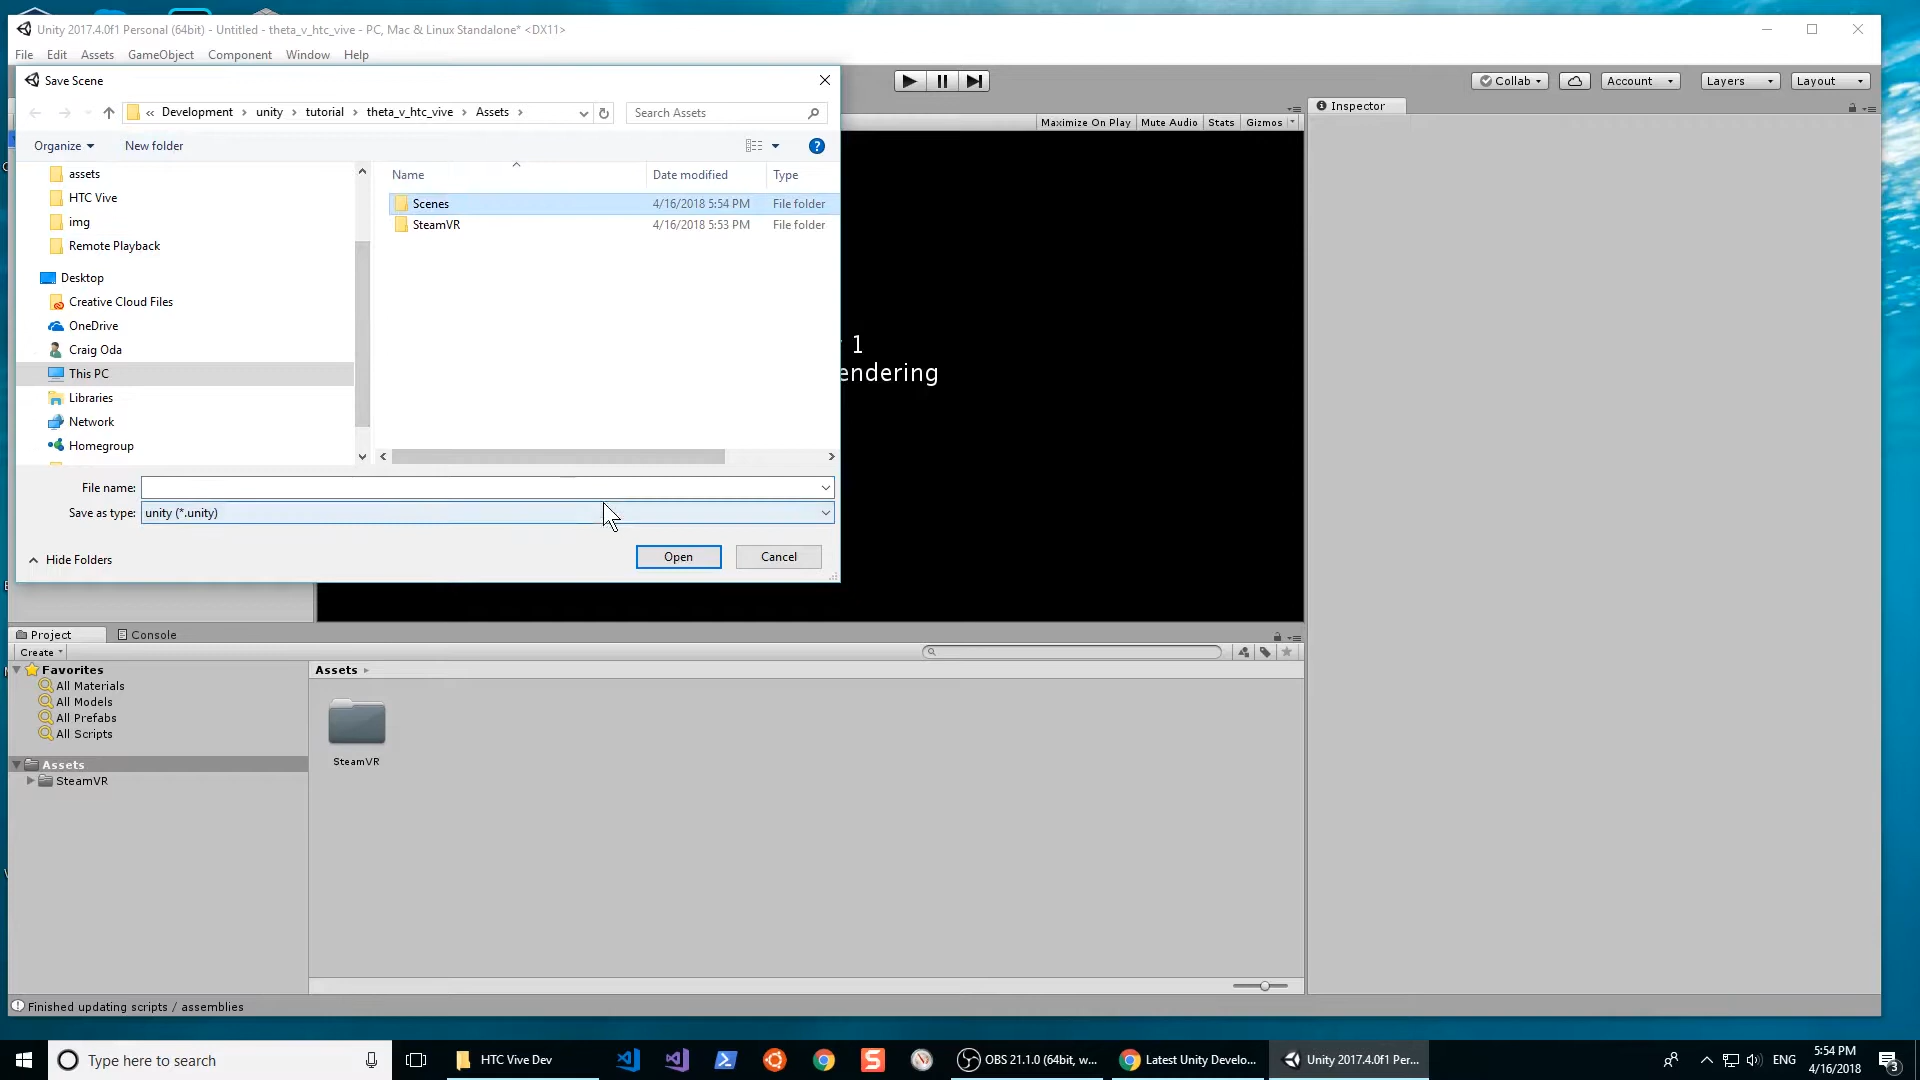 Unity 2017.4.0f1 Personal (64bit) - Untitled - theta_v_htc_vive - PC, Mac & Linux Standalone* <DX11>
File Edit Assets GameObject Component Window Help
Save Scene
Collab Account Layers Layout
« Development unity tutorial theta_v_htc_vive Assets Search Assets
Inspector
Maximize On Play Mute Audio Stats Gizmos
Organize New folder
Name Date modified Type
assets
HTC Vive
img
Remote Playback
Desktop
Creative Cloud Files
OneDrive
Craig Oda
This PC
Libraries
Network
Homegroup
Scenes 4/16/2018 5:54 PM File folder
SteamVR 4/16/2018 5:53 PM File folder
1
endering
File name:
Save as type: unity (*.unity)
Hide Folders Open Cancel
Project Console
Create
Favorites
All Materials
All Models
All Prefabs
All Scripts
Assets
SteamVR
Assets
SteamVR
Finished updating scripts / assemblies
Type here to search
HTC Vive Dev
OBS 21.1.0 (64bit, w...
Latest Unity Develo...
Unity 2017.4.0f1 Per...
ENG
5:54 PM
4/16/2018
3